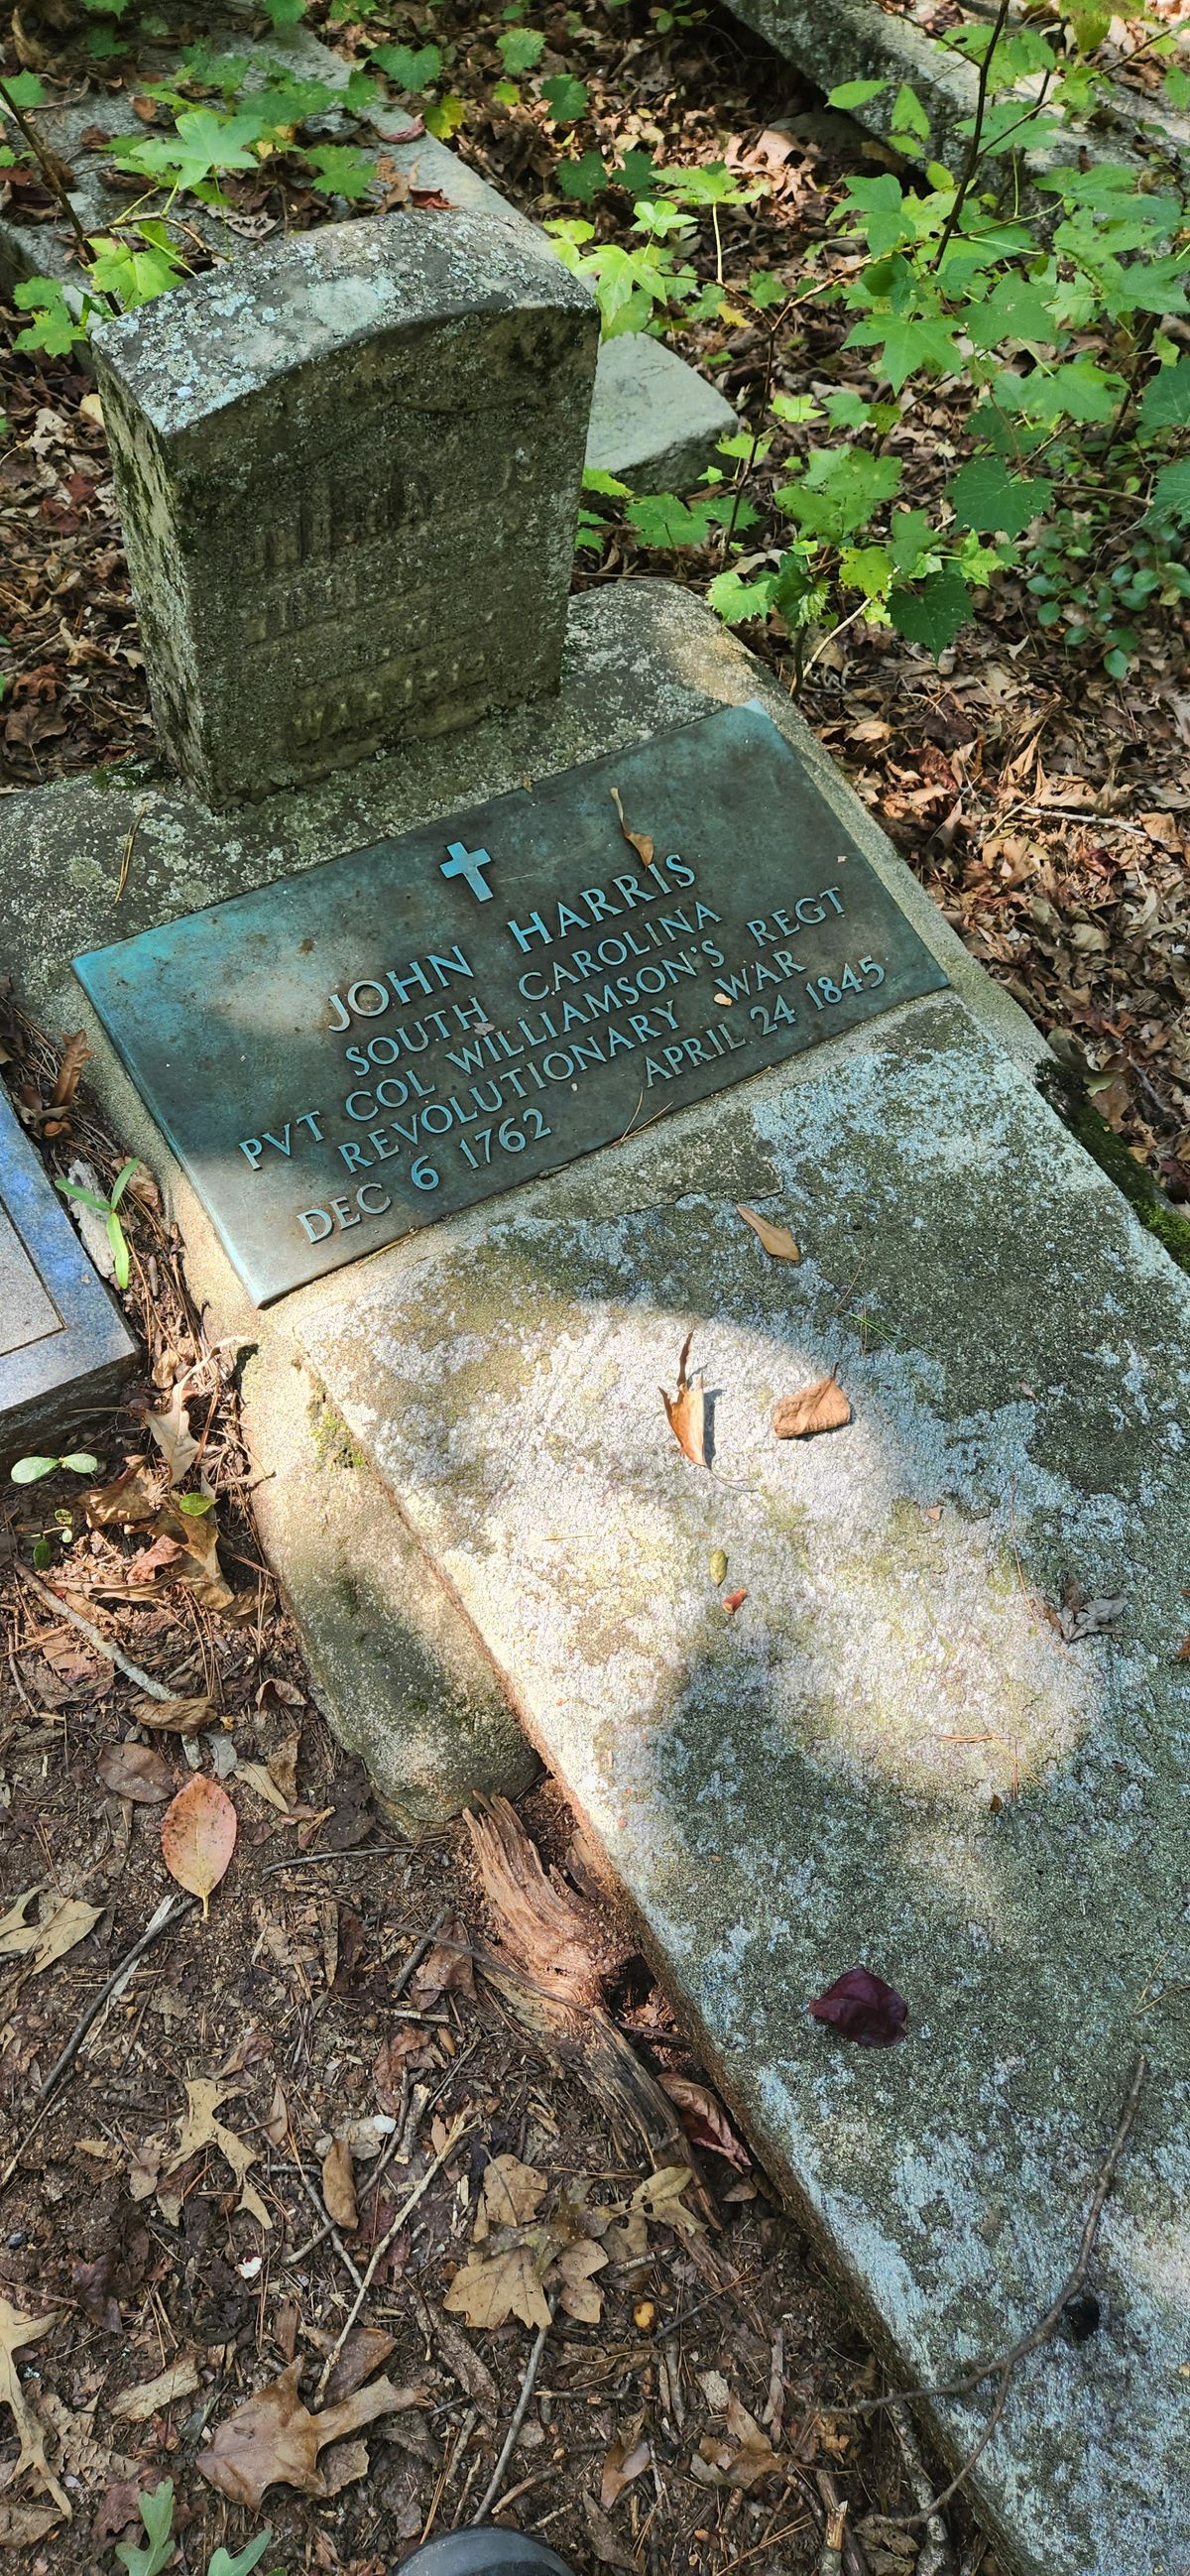 JOHN HARRIS
SOUTH CAROLINA
PVT COL WILLIAMSON'S REGT
REVOLUTIONARY WAR
DEC 6 1762 APRIL 24 1845